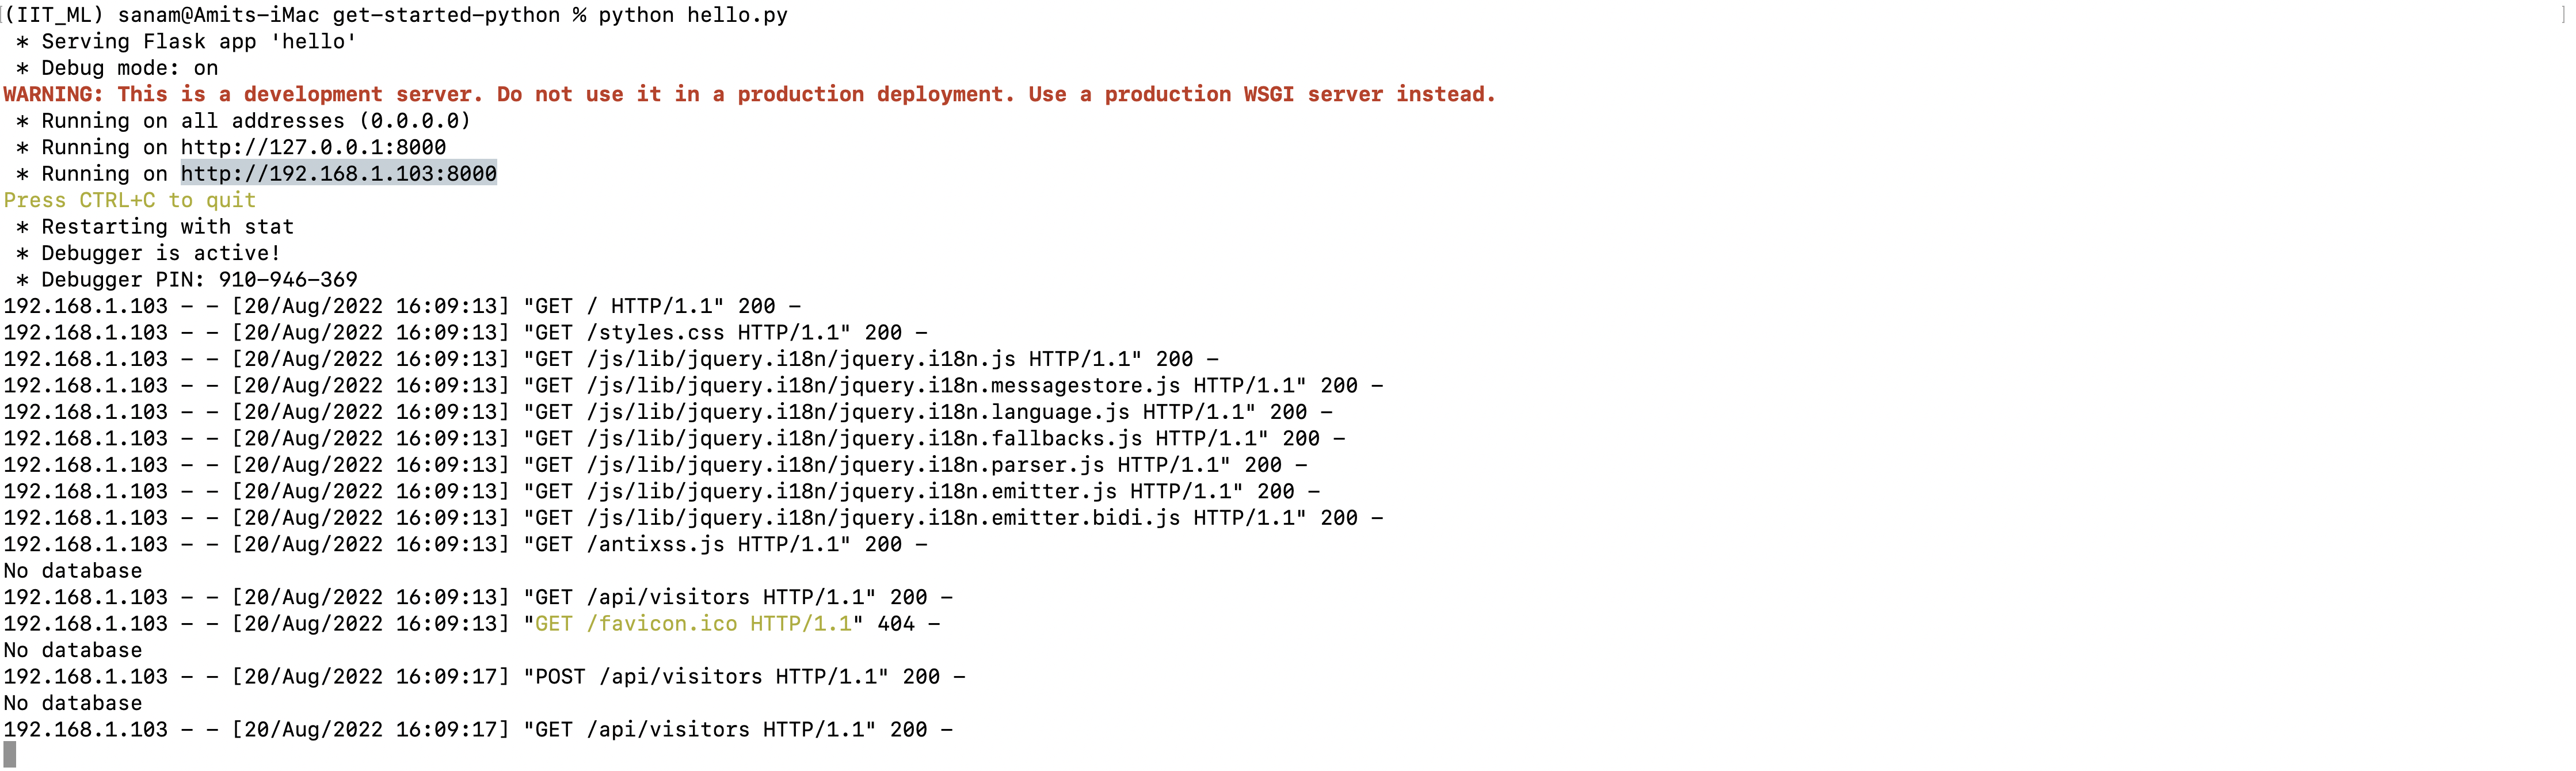 (IIT_ML) sanam@Amits-iMac get-started-python % python hello.py
 * Serving Flask app 'hello'
 * Debug mode: on
WARNING: This is a development server. Do not use it in a production deployment. Use a production WSGI server instead.
 * Running on all addresses (0.0.0.0)
 * Running on http://127.0.0.1:8000
 * Running on http://192.168.1.103:8000
Press CTRL+C to quit
 * Restarting with stat
 * Debugger is active!
 * Debugger PIN: 910-946-369
192.168.1.103 - - [20/Aug/2022 16:09:13] "GET / HTTP/1.1" 200 -
192.168.1.103 - - [20/Aug/2022 16:09:13] "GET /styles.css HTTP/1.1" 200 -
192.168.1.103 - - [20/Aug/2022 16:09:13] "GET /js/lib/jquery.i18n/jquery.i18n.js HTTP/1.1" 200 -
192.168.1.103 - - [20/Aug/2022 16:09:13] "GET /js/lib/jquery.i18n/jquery.i18n.messagestore.js HTTP/1.1" 200 -
192.168.1.103 - - [20/Aug/2022 16:09:13] "GET /js/lib/jquery.i18n/jquery.i18n.language.js HTTP/1.1" 200 -
192.168.1.103 - - [20/Aug/2022 16:09:13] "GET /js/lib/jquery.i18n/jquery.i18n.fallbacks.js HTTP/1.1" 200 -
192.168.1.103 - - [20/Aug/2022 16:09:13] "GET /js/lib/jquery.i18n/jquery.i18n.parser.js HTTP/1.1" 200 -
192.168.1.103 - - [20/Aug/2022 16:09:13] "GET /js/lib/jquery.i18n/jquery.i18n.emitter.js HTTP/1.1" 200 -
192.168.1.103 - - [20/Aug/2022 16:09:13] "GET /js/lib/jquery.i18n/jquery.i18n.emitter.bidi.js HTTP/1.1" 200 -
192.168.1.103 - - [20/Aug/2022 16:09:13] "GET /antixss.js HTTP/1.1" 200 -
No database
192.168.1.103 - - [20/Aug/2022 16:09:13] "GET /api/visitors HTTP/1.1" 200 -
192.168.1.103 - - [20/Aug/2022 16:09:13] "GET /favicon.ico HTTP/1.1" 404 -
No database
192.168.1.103 - - [20/Aug/2022 16:09:17] "POST /api/visitors HTTP/1.1" 200 -
No database
192.168.1.103 - - [20/Aug/2022 16:09:17] "GET /api/visitors HTTP/1.1" 200 -